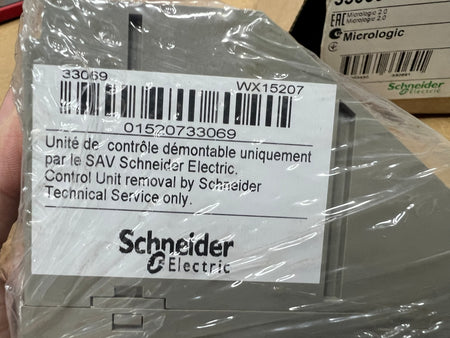 EAC Micrologic 2.0
Micrologic 2.0
Micrologic
33069 WX15207
01520733069
Unité de contrôle démontable uniquement
par le SAV Schneider Electric.
Control Unit removal by Schneider
Technical Service only.
Schneider
Electric
Schneider
Electric